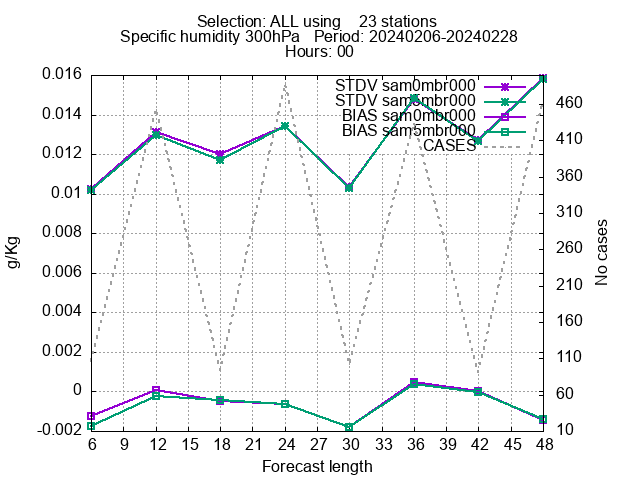 Selection: ALL using    23 stations
Specific humidity 300hPa   Period: 20240206-20240228
Hours: 00
STDV sam0mbr000
STDV sam5mbr000
BIAS sam0mbr000
BIAS sam5mbr000
CASES
0.016
0.014
0.012
0.01
0.008
0.006
0.004
0.002
0
-0.002
g/Kg
460
410
360
310
260
210
160
110
60
10
No cases
6 9 12 15 18 21 24 27 30 33 36 39 42 45 48
Forecast length